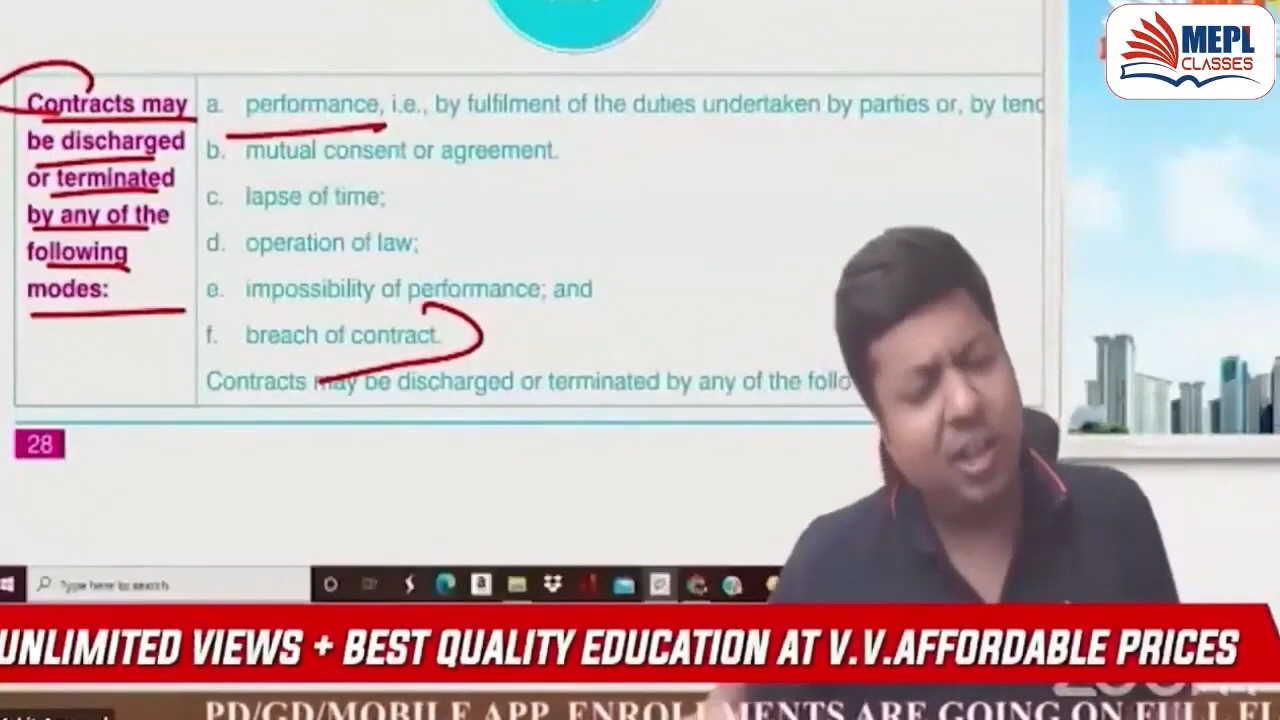 MEPL
CLASSES
Contracts may
be discharged
or terminated
by any of the
following
modes:
a. performance, i.e., by fulfilment of the duties undertaken by parties or, by tend
b. mutual consent or agreement.
c. lapse of time;
d. operation of law;
e. impossibility of performance; and
f. breach of contract.
Contracts may be discharged or terminated by any of the follo
28
Type here to search
UNLIMITED VIEWS + BEST QUALITY EDUCATION AT V.V.AFFORDABLE PRICES
PD/GD/MOBILE APP ENROLLMENTS ARE GOING ON FULL FL